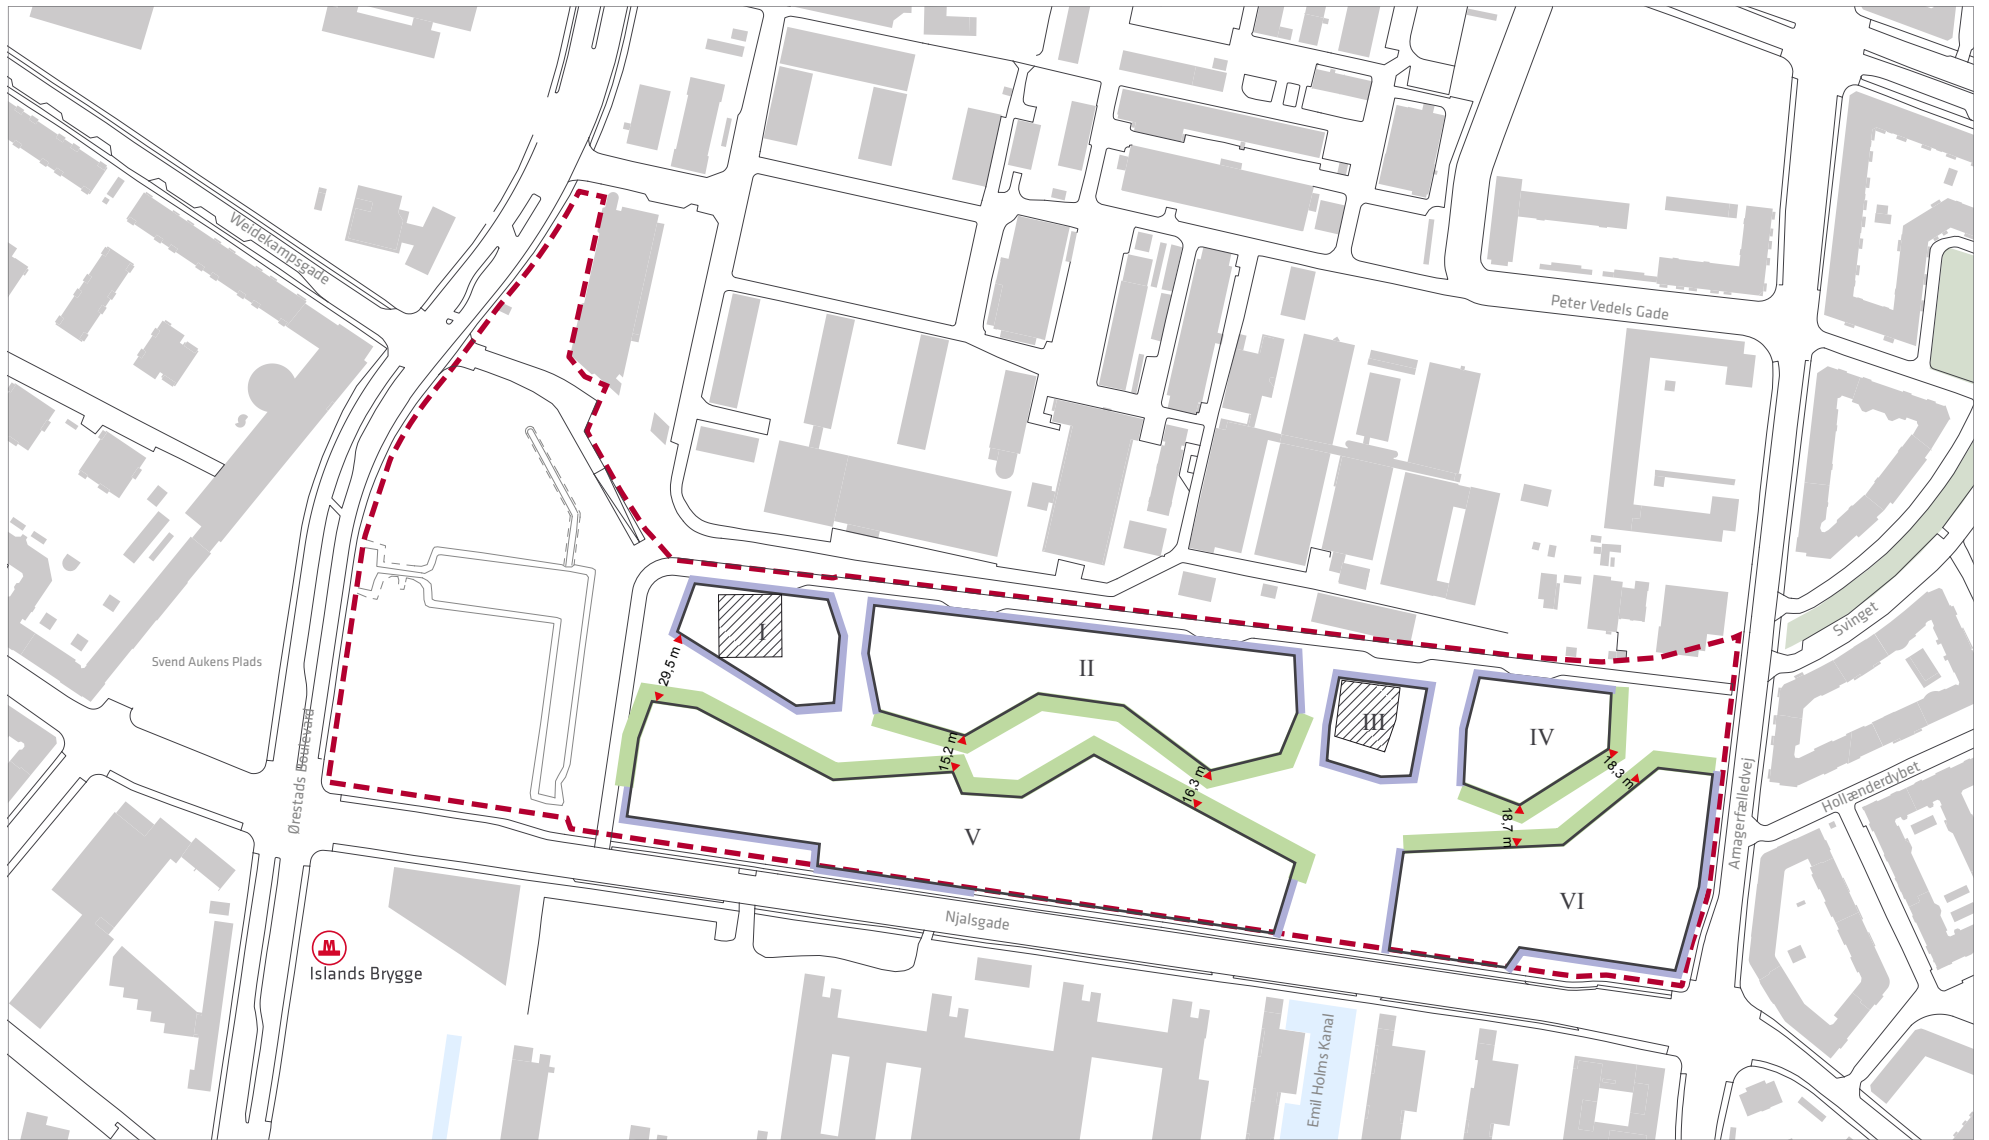 Weidekampsgade
Peter Vedels Gade
Svinget
Svend Aukens Plads
Ørestads Boulevard
I
29,5 m
II
15,2 m
16,3 m
III
IV
18,3 m
18,7 m
V
VI
Amagerfælledvej
Hollænderdybet
Njalsgade
M
Islands Brygge
Emil Holms Kanal